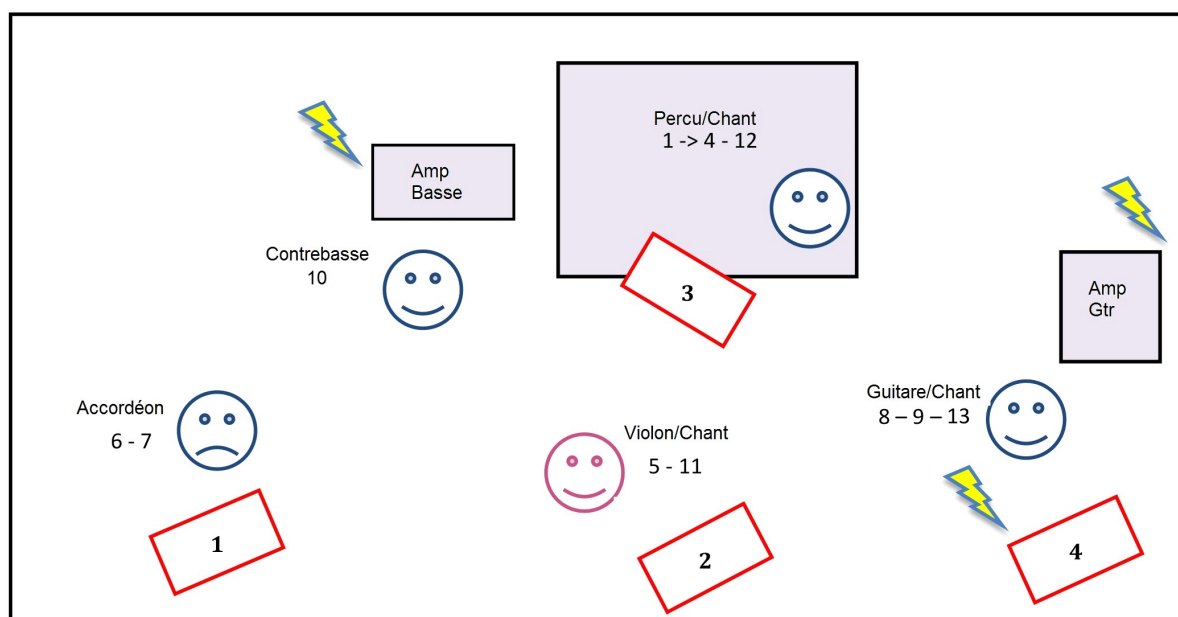 Percu/Chant
1 -> 4 - 12
Amp
Basse
Contrebasse
10
3
Amp
Gtr
Accordéon
6 - 7
Violon/Chant
5 - 11
Guitare/Chant
8 – 9 – 13
1
2
4